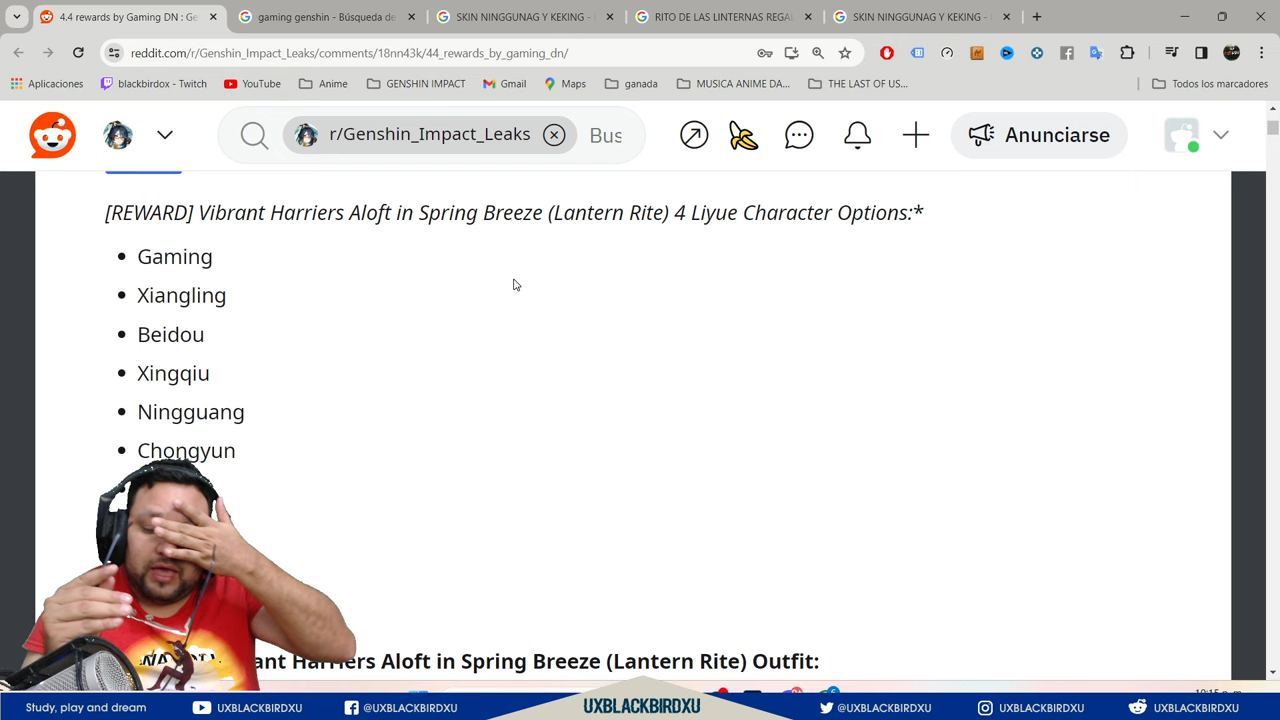 4.4 rewards by Gaming DN : Ge
gaming genshin - Búsqueda de
SKIN NINGGUNAG Y KEKING -
RITO DE LAS LINTERNAS REGAL
SKIN NINGGUNAG Y KEKING -
reddit.com/r/Genshin_Impact_Leaks/comments/18nn43k/44_rewards_by_gaming_dn/
Aplicaciones
blackbirdox - Twitch
YouTube
Anime
GENSHIN IMPACT
Gmail
Maps
ganada
MUSICA ANIME DA...
THE LAST OF US...
Todos los marcadores
r/Genshin_Impact_Leaks
Bus
Anunciarse
[REWARD] Vibrant Harriers Aloft in Spring Breeze (Lantern Rite) 4 Liyue Character Options:*
• Gaming
• Xiangling
• Beidou
• Xingqiu
• Ningguang
• Chongyun
ant Harriers Aloft in Spring Breeze (Lantern Rite) Outfit:
10:15 p. m.
Study, play and dream
UXBLACKBIRDXU
@UXBLACKBIRDXU
UXBLACKBIRDXU
@UXBLACKBIRDXU
UXBLACKBIRDXU
UXBLACKBIRDXU